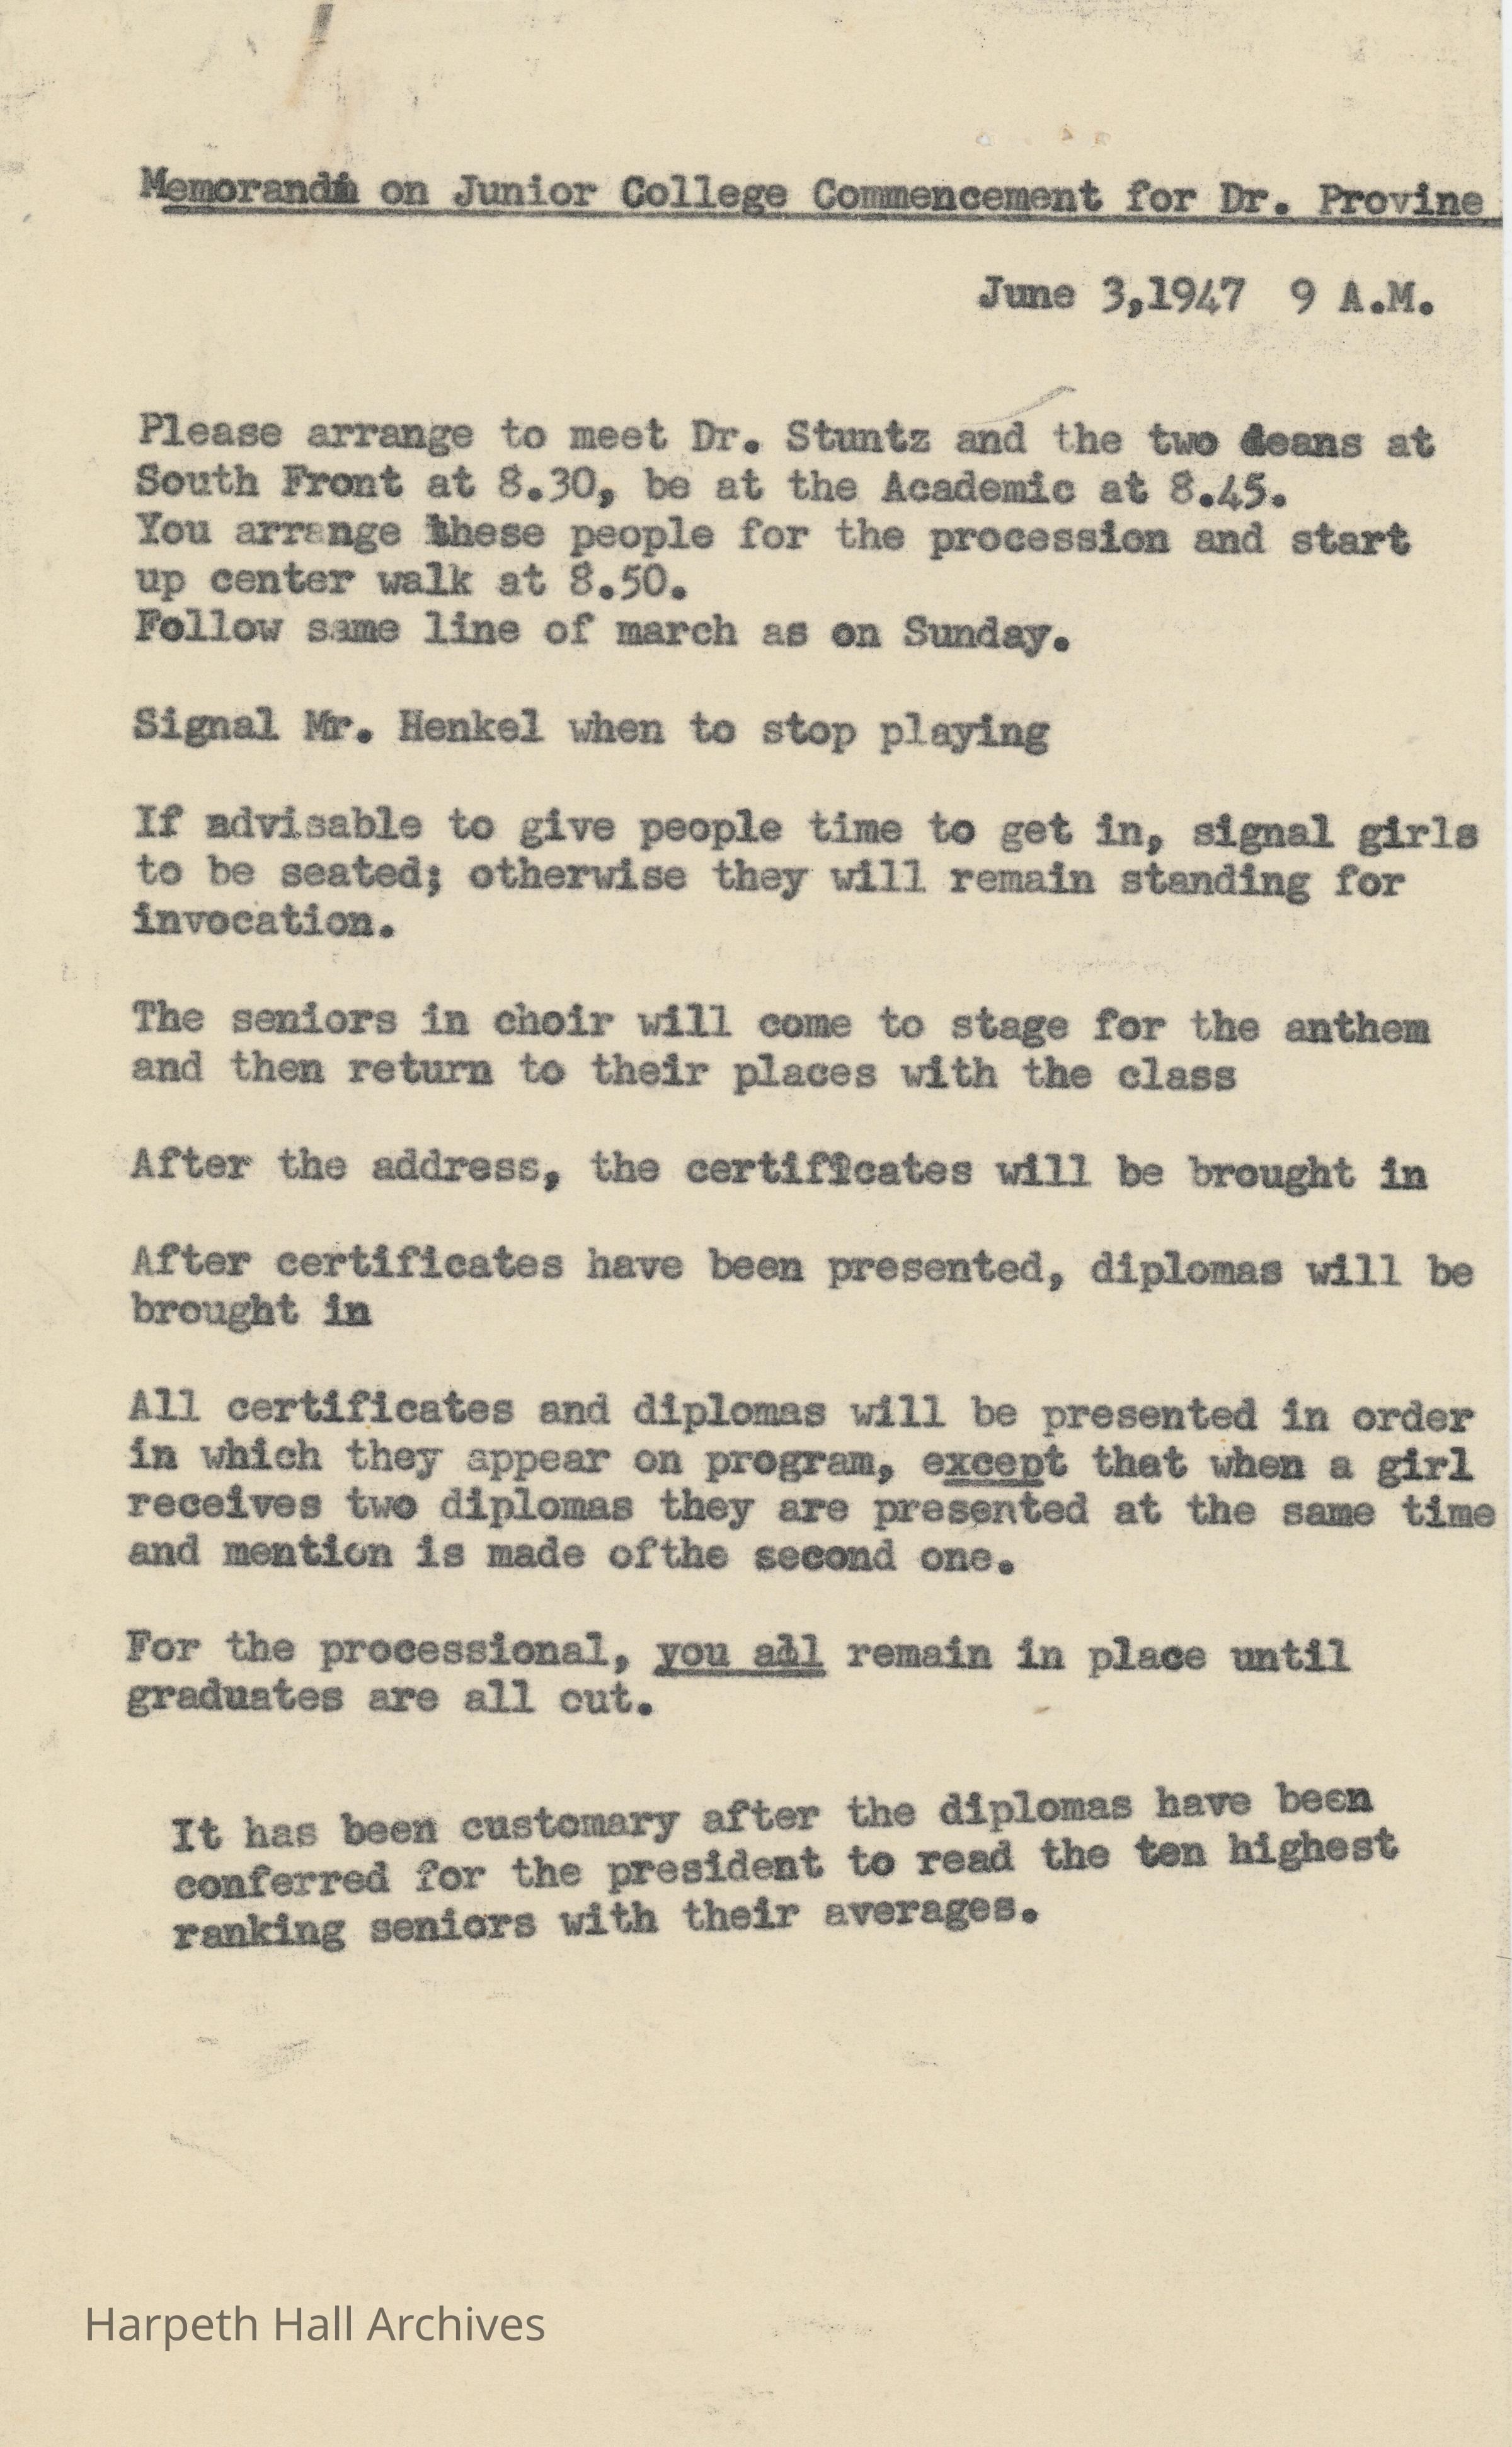 Memoranda on Junior College Commencement for Dr. Provine
June 3,1947 9 A.M.
Please arrange to meet Dr. Stuntz and the two deans at
South Front at 8.30, be at the Academic at 8.45.
You arrange these people for the procession and start
up center walk at 8.50.
Follow same line of march as on Sunday.
Signal Mr. Henkel when to stop playing
If advisable to give people time to get in, signal girls
to be seated; otherwise they will remain standing for
invocation.
The seniors in choir will come to stage for the anthem
and then return to their places with the class
After the address, the certificates will be brought in
After certificates have been presented, diplomas will be
brought in
All certificates and diplomas will be presented in order
in which they appear on program, except that when a girl
receives two diplomas they are presented at the same time
and mention is made ofthe second one.
For the processional, you all remain in place until
graduates are all out.
It has been customary after the diplomas have been
conferred for the president to read the ten highest
ranking seniors with their averages.
Harpeth Hall Archives